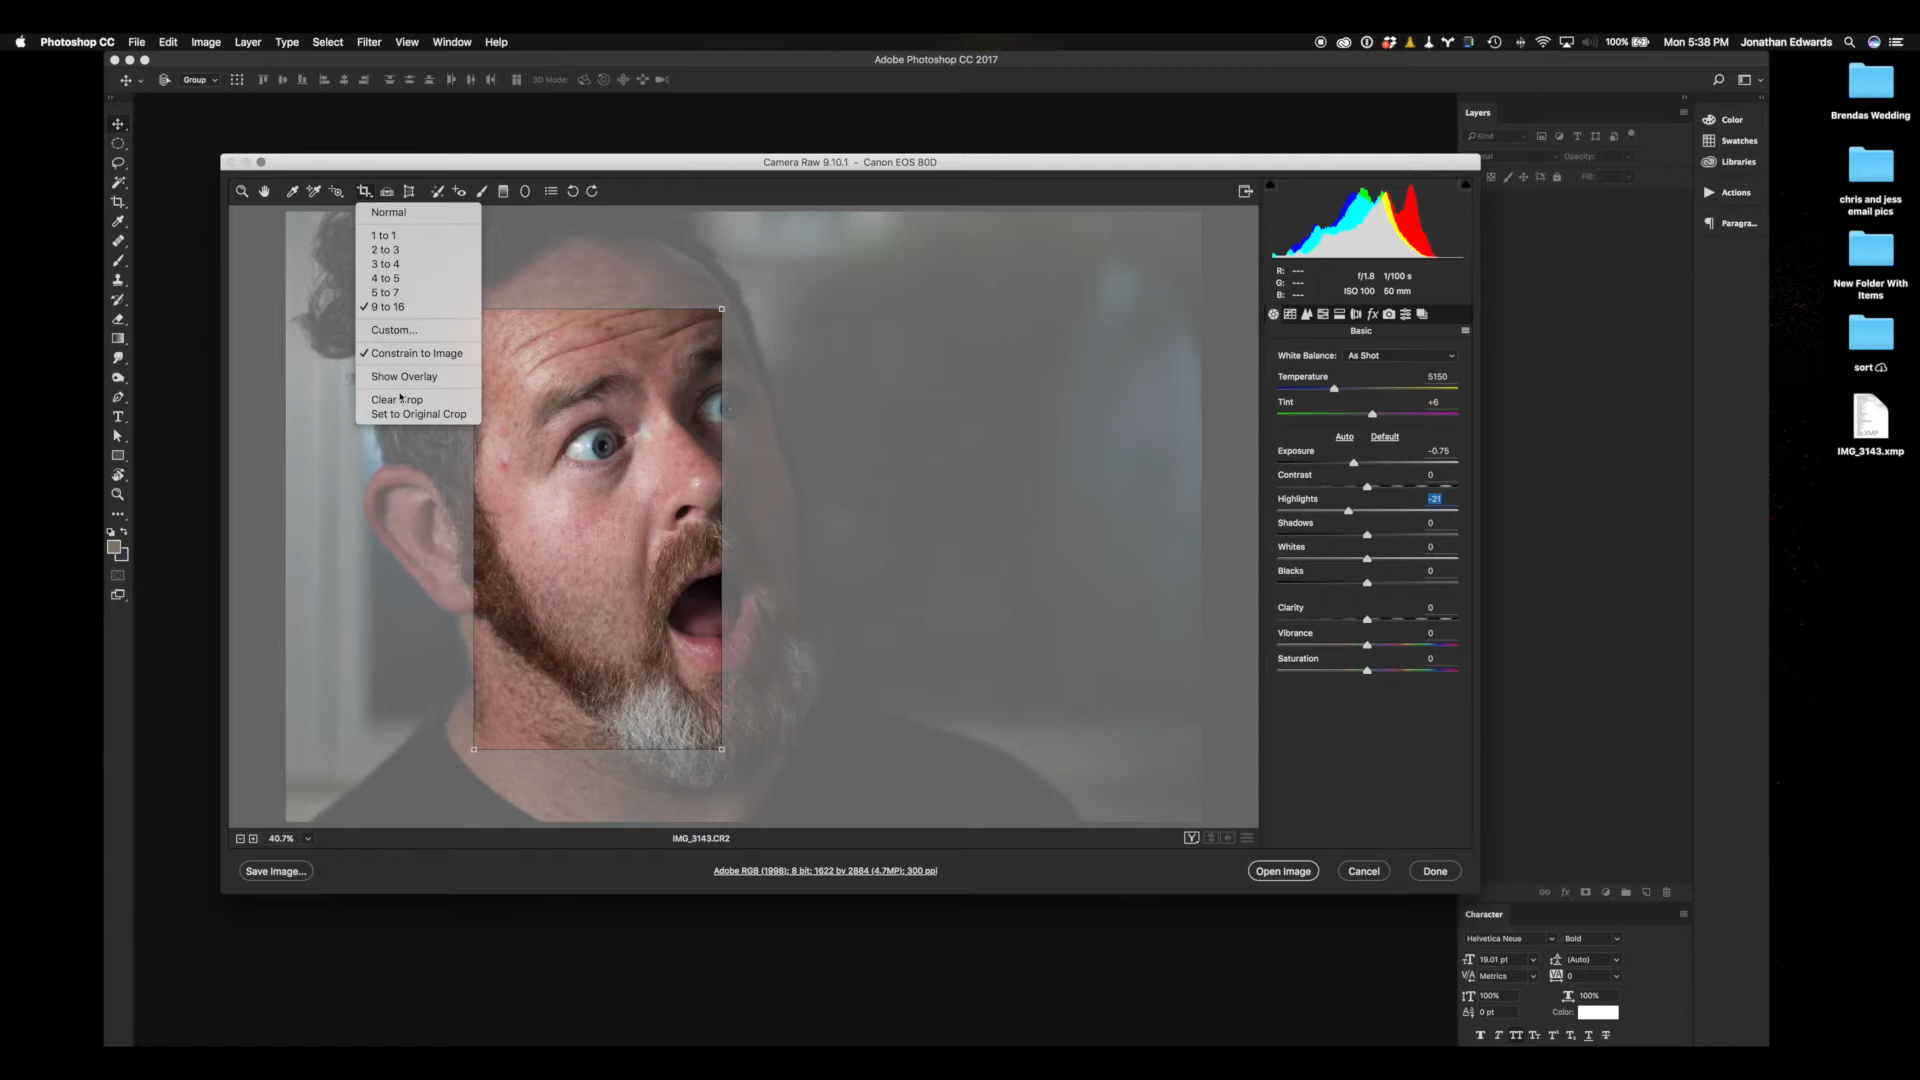 Photoshop CC File Edit Image Layer Type Select Filter View Window Help
100% Mon 5:38 PM Jonathan Edwards
Adobe Photoshop CC 2017
Group
3D Mode:
Brendas Wedding
chris and jess
email pics
New Folder With
Items
sort
XMP
IMG_3143.xmp
Layers
Kind
Opacity:
Fill:
Color
Swatches
Libraries
Actions
Paragra...
Camera Raw 9.10.1 - Canon EOS 80D
Normal
1 to 1
2 to 3
3 to 4
4 to 5
5 to 7
✓ 9 to 16
Custom...
✓ Constrain to Image
Show Overlay
Clear Crop
Set to Original Crop
R: ---
G: ---
B: ---
f/1.8 1/100 s
ISO 100 50 mm
fx
Basic
White Balance: As Shot
Temperature 5150
Tint +6
Auto Default
Exposure -0.75
Contrast 0
Highlights -21
Shadows 0
Whites 0
Blacks 0
Clarity 0
Vibrance 0
Saturation 0
40.7%
IMG_3143.CR2
Y
Save Image...
Adobe RGB (1998); 8 bit; 1622 by 2884 (4.7MP); 300 ppi
Open Image Cancel Done
fx
Character
Helvetica Neue Bold
19.01 pt (Auto)
Metrics 0
100% 100%
0 pt Color: